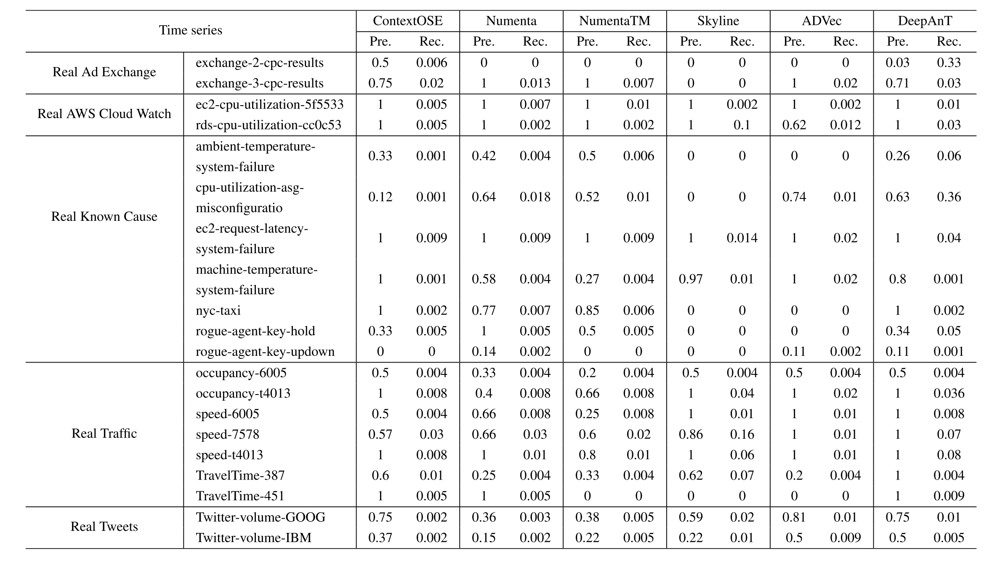 Time series ContextOSE Numenta NumentaTM Skyline ADVec DeepAnT
Pre. Rec. Pre. Rec. Pre. Rec. Pre. Rec. Pre. Rec. Pre. Rec.
Real Ad Exchange
exchange-2-cpc-results 0.5 0.006 0 0 0 0 0 0 0 0 0.03 0.33
exchange-3-cpc-results 0.75 0.02 1 0.013 1 0.007 0 0 1 0.02 0.71 0.03
Real AWS Cloud Watch
ec2-cpu-utilization-5f5533 1 0.005 1 0.007 1 0.01 1 0.002 1 0.002 1 0.01
rds-cpu-utilization-cc0c53 1 0.005 1 0.002 1 0.002 1 0.1 0.62 0.012 1 0.03
Real Known Cause
ambient-temperature-
system-failure 0.33 0.001 0.42 0.004 0.5 0.006 0 0 0 0 0.26 0.06
cpu-utilization-asg-
misconfiguratio 0.12 0.001 0.64 0.018 0.52 0.01 0 0 0.74 0.01 0.63 0.36
ec2-request-latency-
system-failure 1 0.009 1 0.009 1 0.009 1 0.014 1 0.02 1 0.04
machine-temperature-
system-failure 1 0.001 0.58 0.004 0.27 0.004 0.97 0.01 1 0.02 0.8 0.001
nyc-taxi 1 0.002 0.77 0.007 0.85 0.006 0 0 0 0 1 0.002
rogue-agent-key-hold 0.33 0.005 1 0.005 0.5 0.005 0 0 0 0 0.34 0.05
rogue-agent-key-updown 0 0 0.14 0.002 0 0 0 0 0.11 0.002 0.11 0.001
Real Traffic
occupancy-6005 0.5 0.004 0.33 0.004 0.2 0.004 0.5 0.004 0.5 0.004 0.5 0.004
occupancy-t4013 1 0.008 0.4 0.008 0.66 0.008 1 0.04 1 0.02 1 0.036
speed-6005 0.5 0.004 0.66 0.008 0.25 0.008 1 0.01 1 0.01 1 0.008
speed-7578 0.57 0.03 0.66 0.03 0.6 0.02 0.86 0.16 1 0.01 1 0.07
speed-t4013 1 0.008 1 0.01 0.8 0.01 1 0.06 1 0.01 1 0.08
TravelTime-387 0.6 0.01 0.25 0.004 0.33 0.004 0.62 0.07 0.2 0.004 1 0.004
TravelTime-451 1 0.005 1 0.005 0 0 0 0 0 0 1 0.009
Real Tweets
Twitter-volume-GOOG 0.75 0.002 0.36 0.003 0.38 0.005 0.59 0.02 0.81 0.01 0.75 0.01
Twitter-volume-IBM 0.37 0.002 0.15 0.002 0.22 0.005 0.22 0.01 0.5 0.009 0.5 0.005